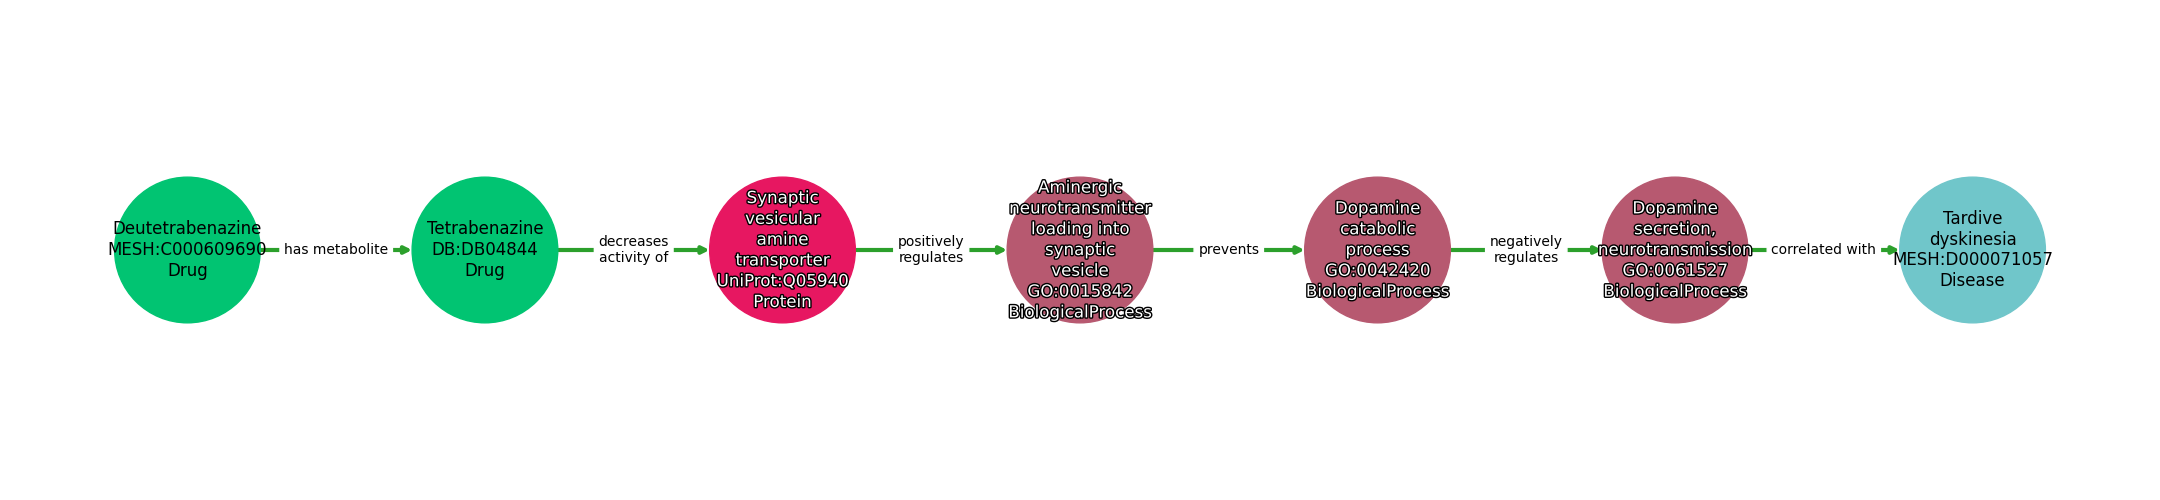 Deutetrabenazine
MESH:C000609690
Drug
has metabolite
Tetrabenazine
DB:DB04844
Drug
decreases
activity of
Synaptic
vesicular
amine
transporter
UniProt:Q05940
Protein
positively
regulates
Aminergic
neurotransmitter
loading into
synaptic
vesicle
GO:0015842
BiologicalProcess
prevents
Dopamine
catabolic
process
GO:0042420
BiologicalProcess
negatively
regulates
Dopamine
secretion,
neurotransmission
GO:0061527
BiologicalProcess
correlated with
Tardive
dyskinesia
MESH:D000071057
Disease